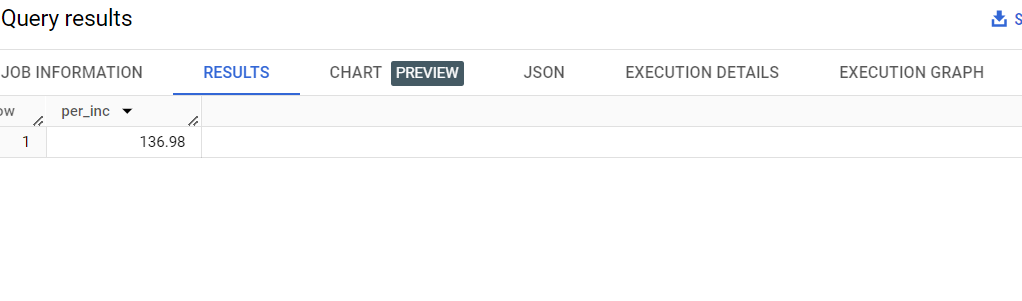 Query results
S
JOB INFORMATION RESULTS CHART PREVIEW JSON EXECUTION DETAILS EXECUTION GRAPH
ow per_inc
1 136.98